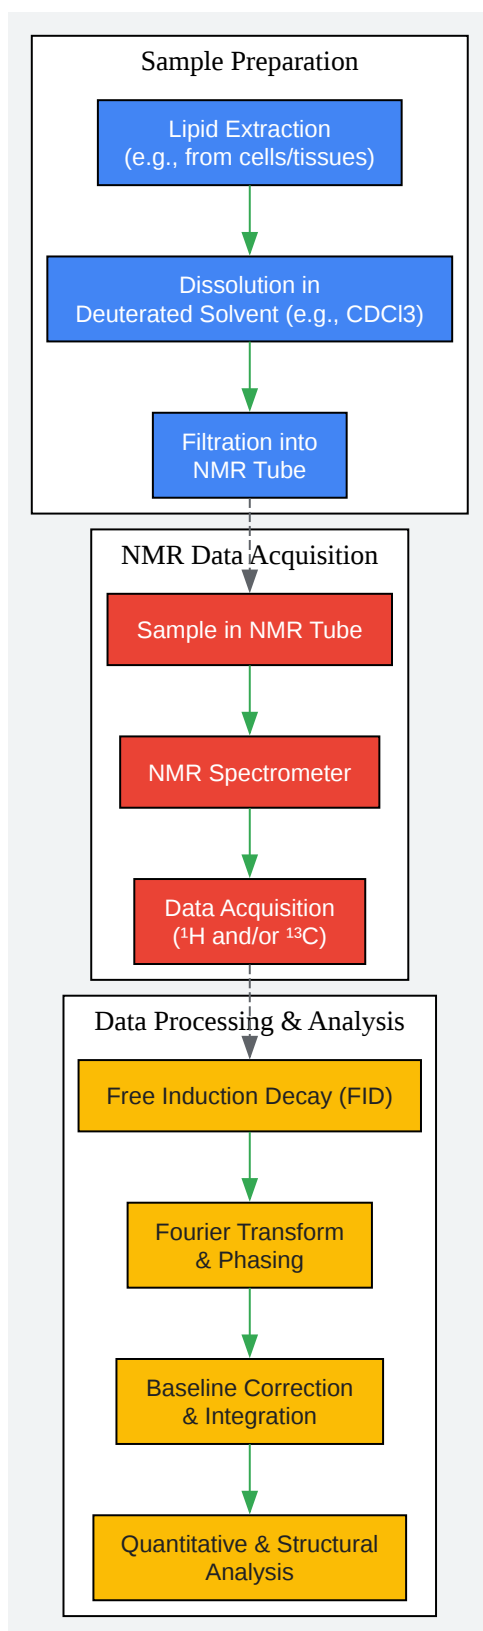 Sample Preparation
Lipid Extraction
(e.g., from cells/tissues)
Dissolution in
Deuterated Solvent (e.g., CDCl3)
Filtration into
NMR Tube
NMR Data Acquisition
Sample in NMR Tube
NMR Spectrometer
Data Acquisition
(¹H and/or ¹³C)
Data Processing & Analysis
Free Induction Decay (FID)
Fourier Transform
& Phasing
Baseline Correction
& Integration
Quantitative & Structural
Analysis